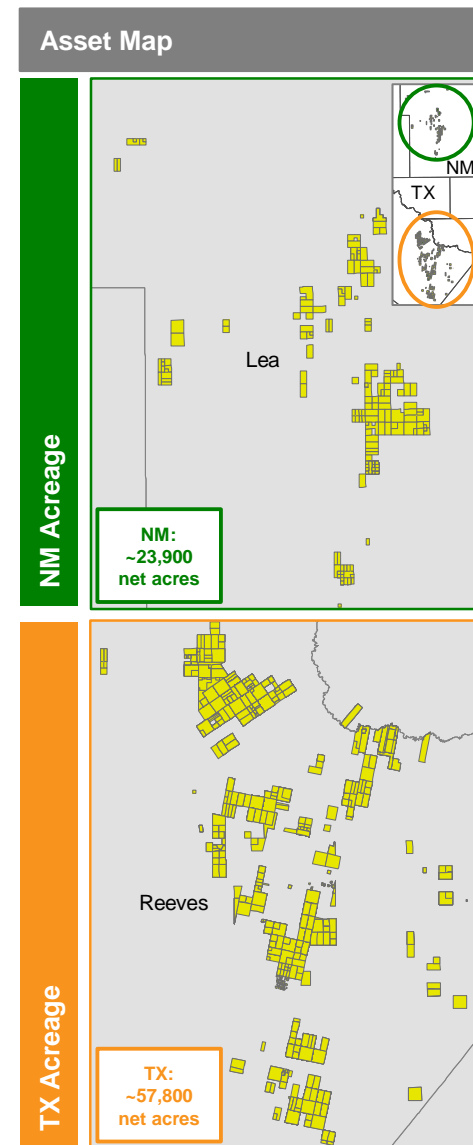 Asset Map
NM Acreage
NM
TX
Lea
NM:
~23,900
net acres
TX Acreage
Reeves
TX:
~57,800
net acres